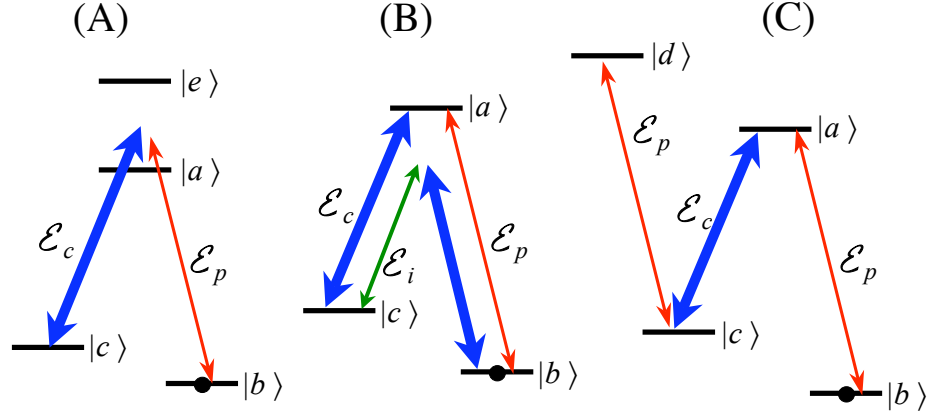 (A) (B) (C)
|e⟩ |d⟩
|a⟩ |a⟩
|a⟩
ℰp
ℰc ℰp ℰc ℰi ℰp ℰc ℰp
|c⟩ |c⟩ |c⟩
|b⟩ |b⟩ |b⟩